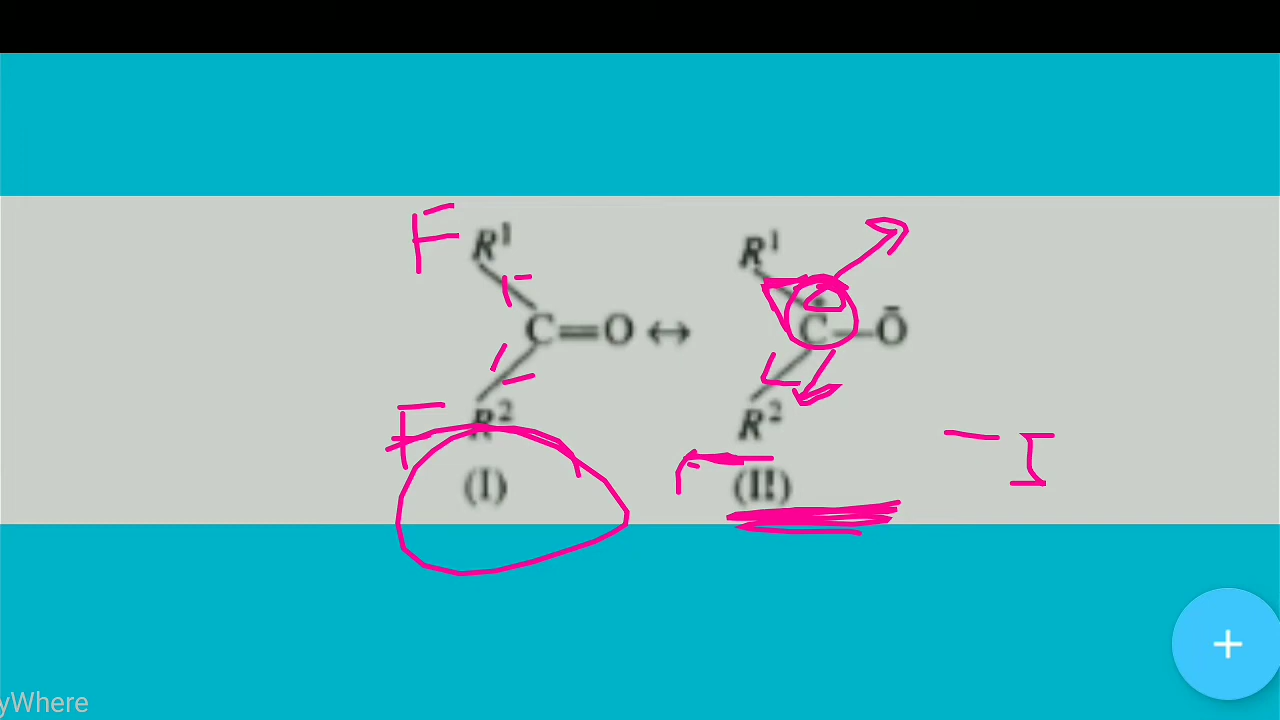 F R¹ R¹
C=O ↔ C—Ō
F R² R²
(I) (II) – I
+
yWhere